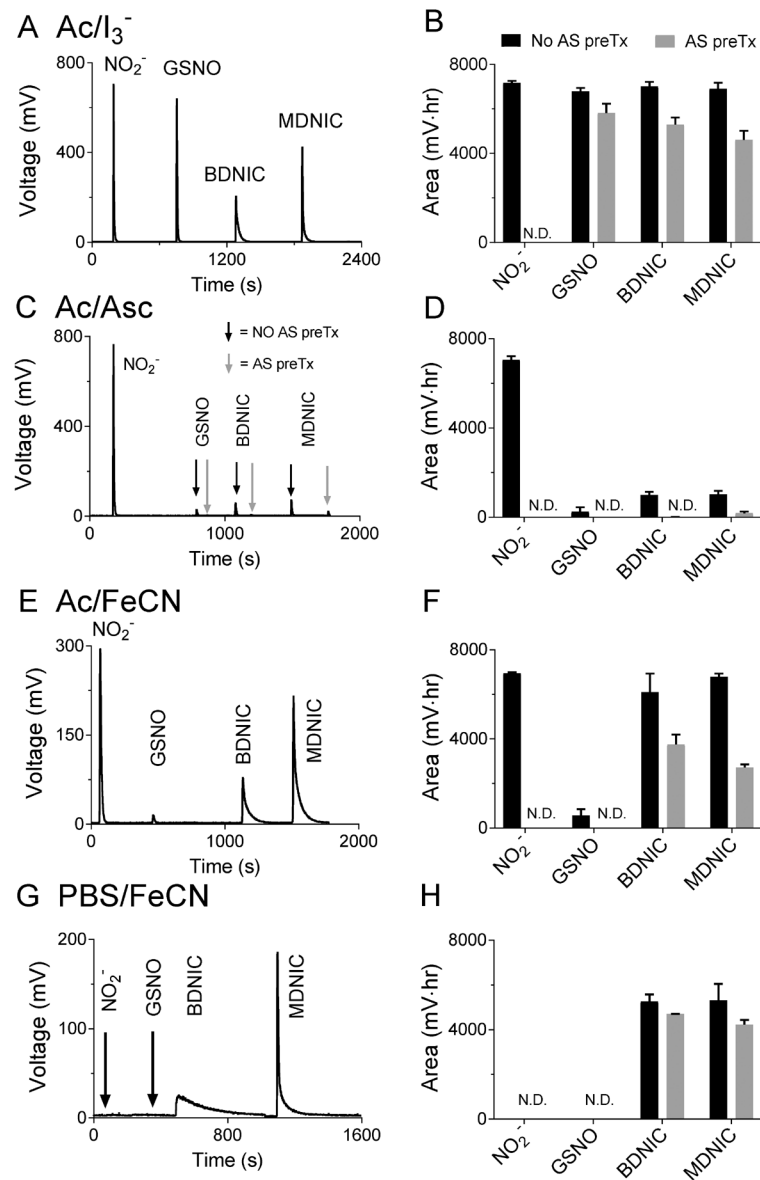 A Ac/I₃⁻
Voltage (mV)
800
400
0
NO₂⁻
GSNO
BDNIC
MDNIC
0 1200 2400
Time (s)
B
No AS preTx AS preTx
Area (mV·hr)
8000
4000
0
N.D.
NO₂⁻ GSNO BDNIC MDNIC
C Ac/Asc
Voltage (mV)
800
400
0
NO₂⁻
= NO AS preTx
= AS preTx
GSNO BDNIC MDNIC
0 1000 2000
Time (s)
D
Area (mV·hr)
8000
4000
0
N.D. N.D. N.D.
NO₂⁻ GSNO BDNIC MDNIC
E Ac/FeCN
Voltage (mV)
300
150
0
NO₂⁻
GSNO BDNIC MDNIC
0 1000 2000
Time (s)
F
Area (mV·hr)
8000
4000
0
N.D. N.D.
NO₂⁻ GSNO BDNIC MDNIC
G PBS/FeCN
Voltage (mV)
200
100
0
NO₂⁻ GSNO BDNIC MDNIC
0 800 1600
Time (s)
H
Area (mV·hr)
8000
4000
0
N.D. N.D.
NO₂⁻ GSNO BDNIC MDNIC